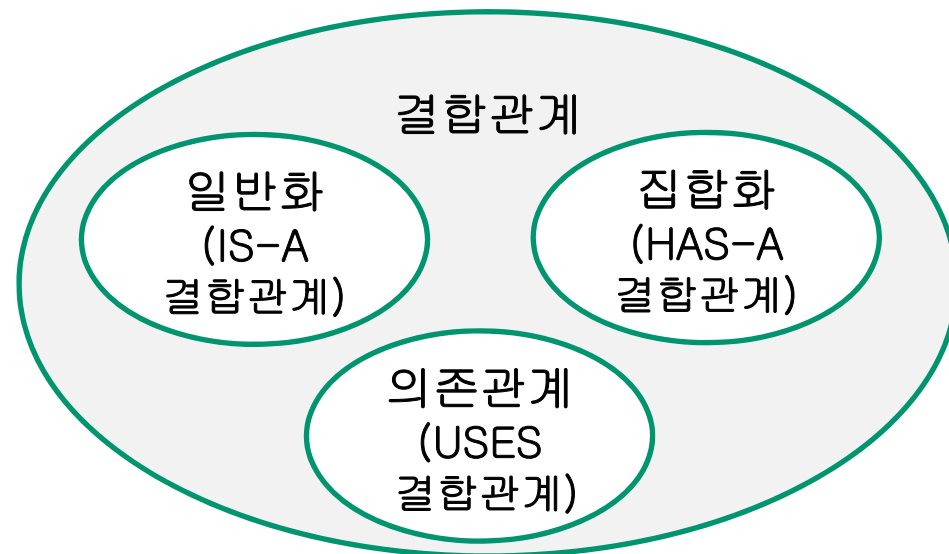 결합관계
일반화
(IS-A
결합관계)
집합화
(HAS-A
결합관계)
의존관계
(USES
결합관계)